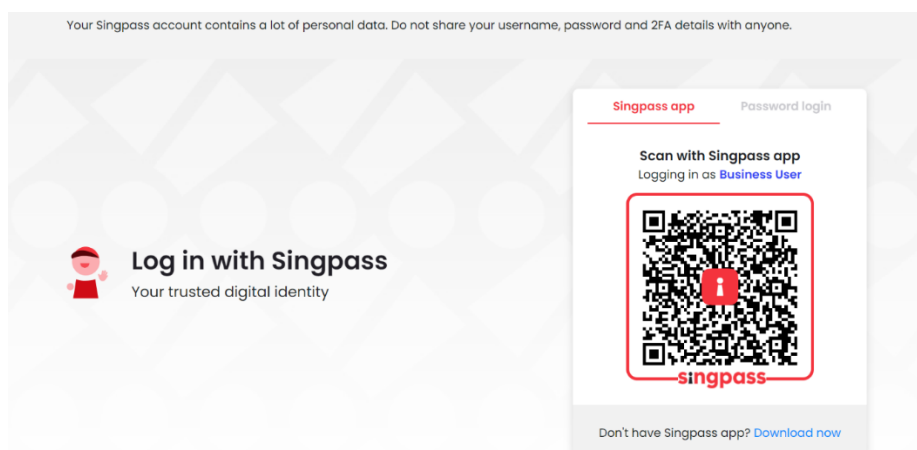 Your Singpass account contains a lot of personal data. Do not share your username, password and 2FA details with anyone.
Singpass app
Password login
Scan with Singpass app
Logging in as Business User
singpass
Log in with Singpass
Your trusted digital identity
Don't have Singpass app? Download now